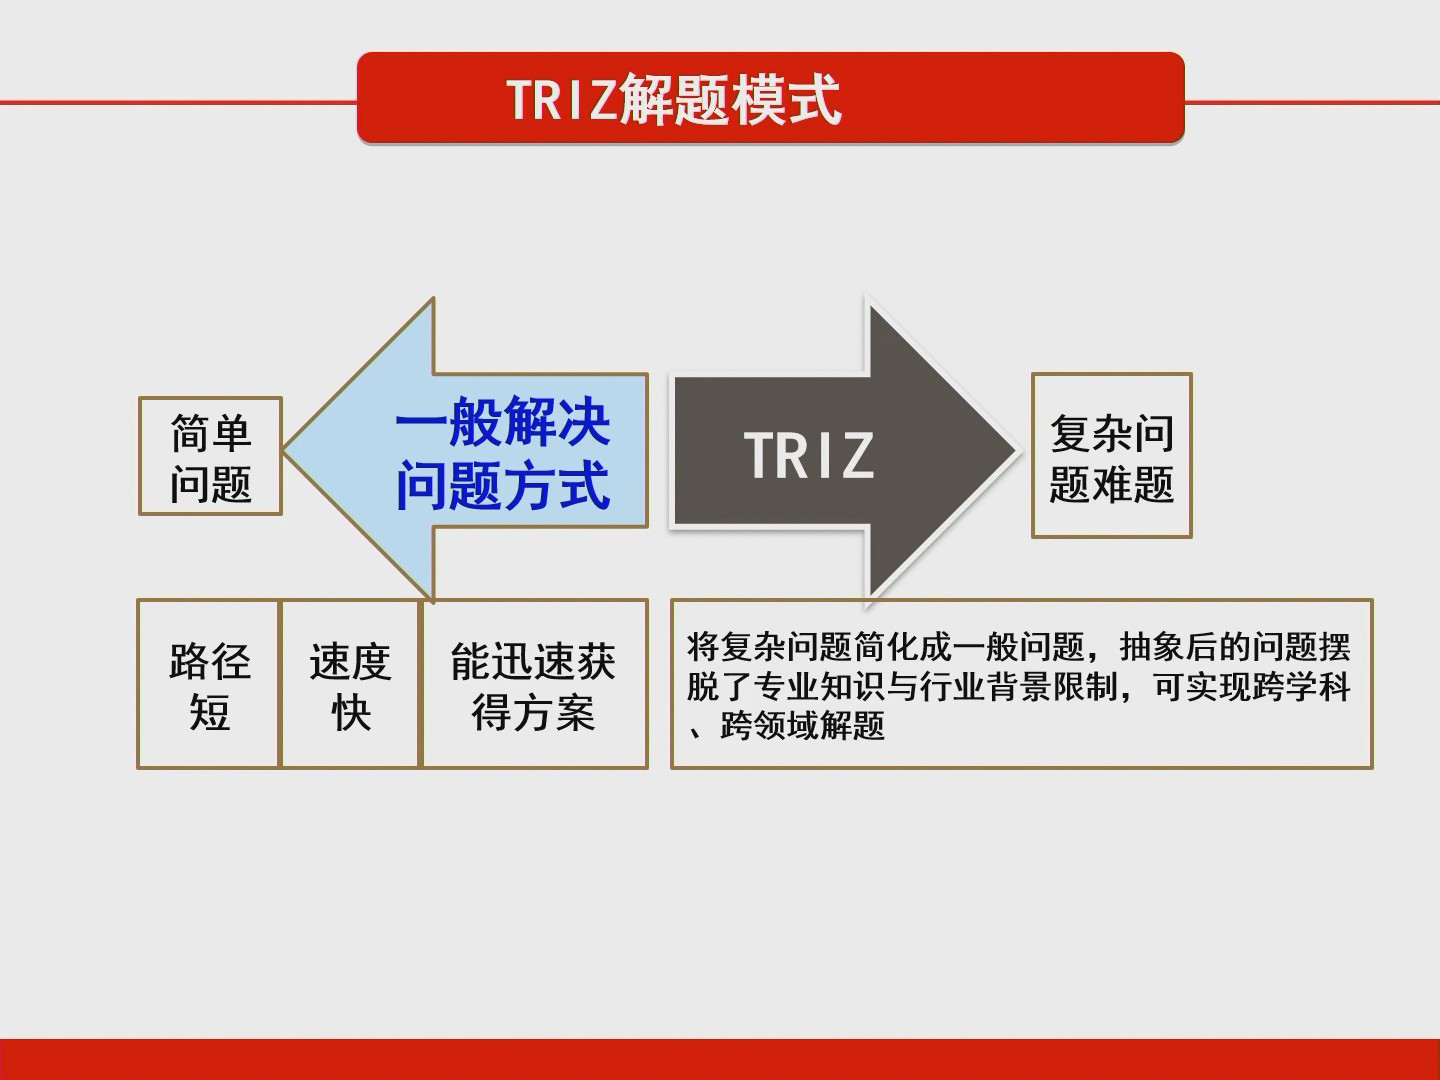 TRIZ解题模式
简单
问题
一般解决
问题方式
TRIZ
复杂问
题难题
路径
短
速度
快
能迅速获
得方案
将复杂问题简化成一般问题，抽象后的问题摆
脱了专业知识与行业背景限制，可实现跨学科
、跨领域解题